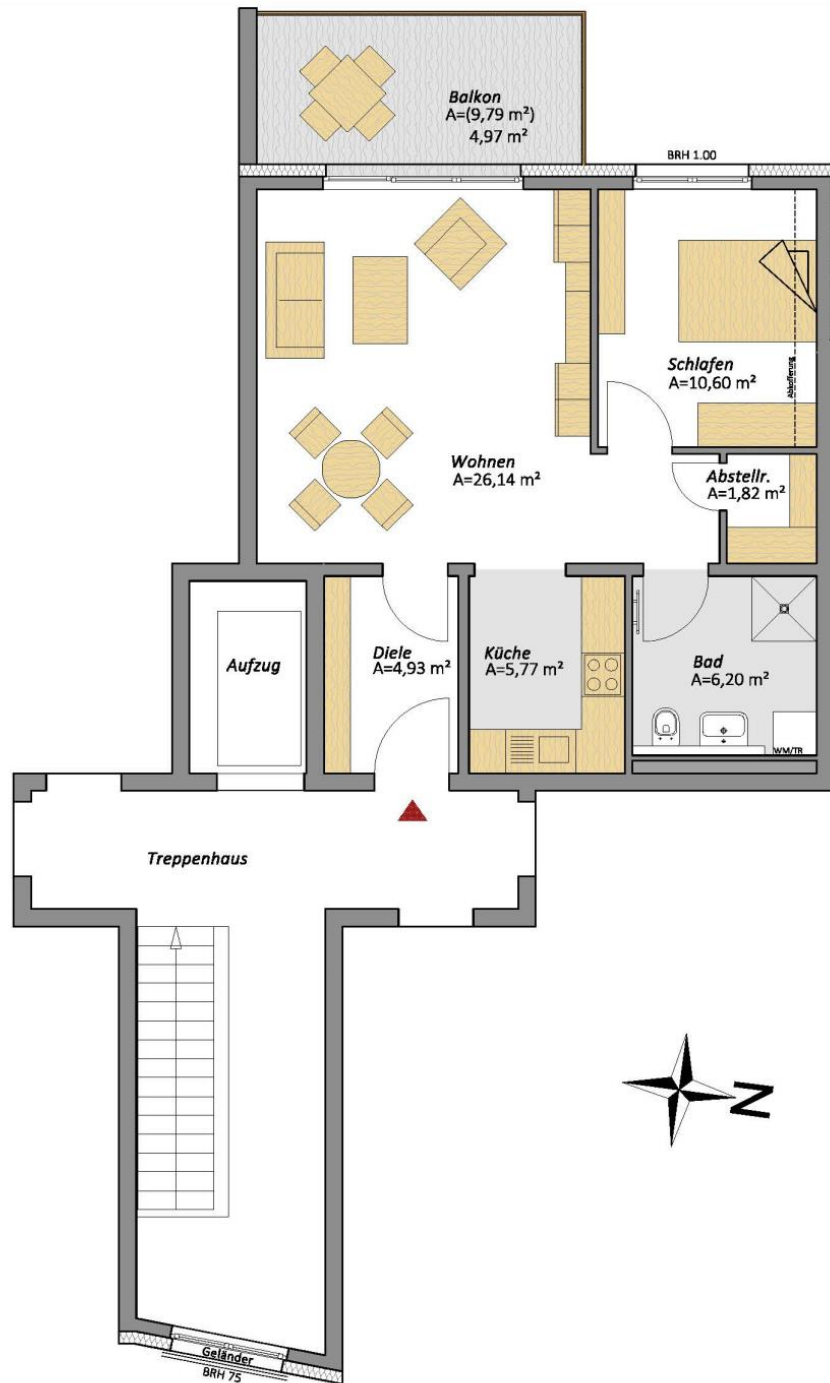 Balkon
A=(9,79 m²)
4,97 m²
BRH 1.00
Schlafen
A=10,60 m²
Abkofferung
Wohnen
A=26,14 m²
Abstellr.
A=1,82 m²
Aufzug
Diele
A=4,93 m²
Küche
A=5,77 m²
Bad
A=6,20 m²
WM/TR
Treppenhaus
N
Geländer
BRH 75